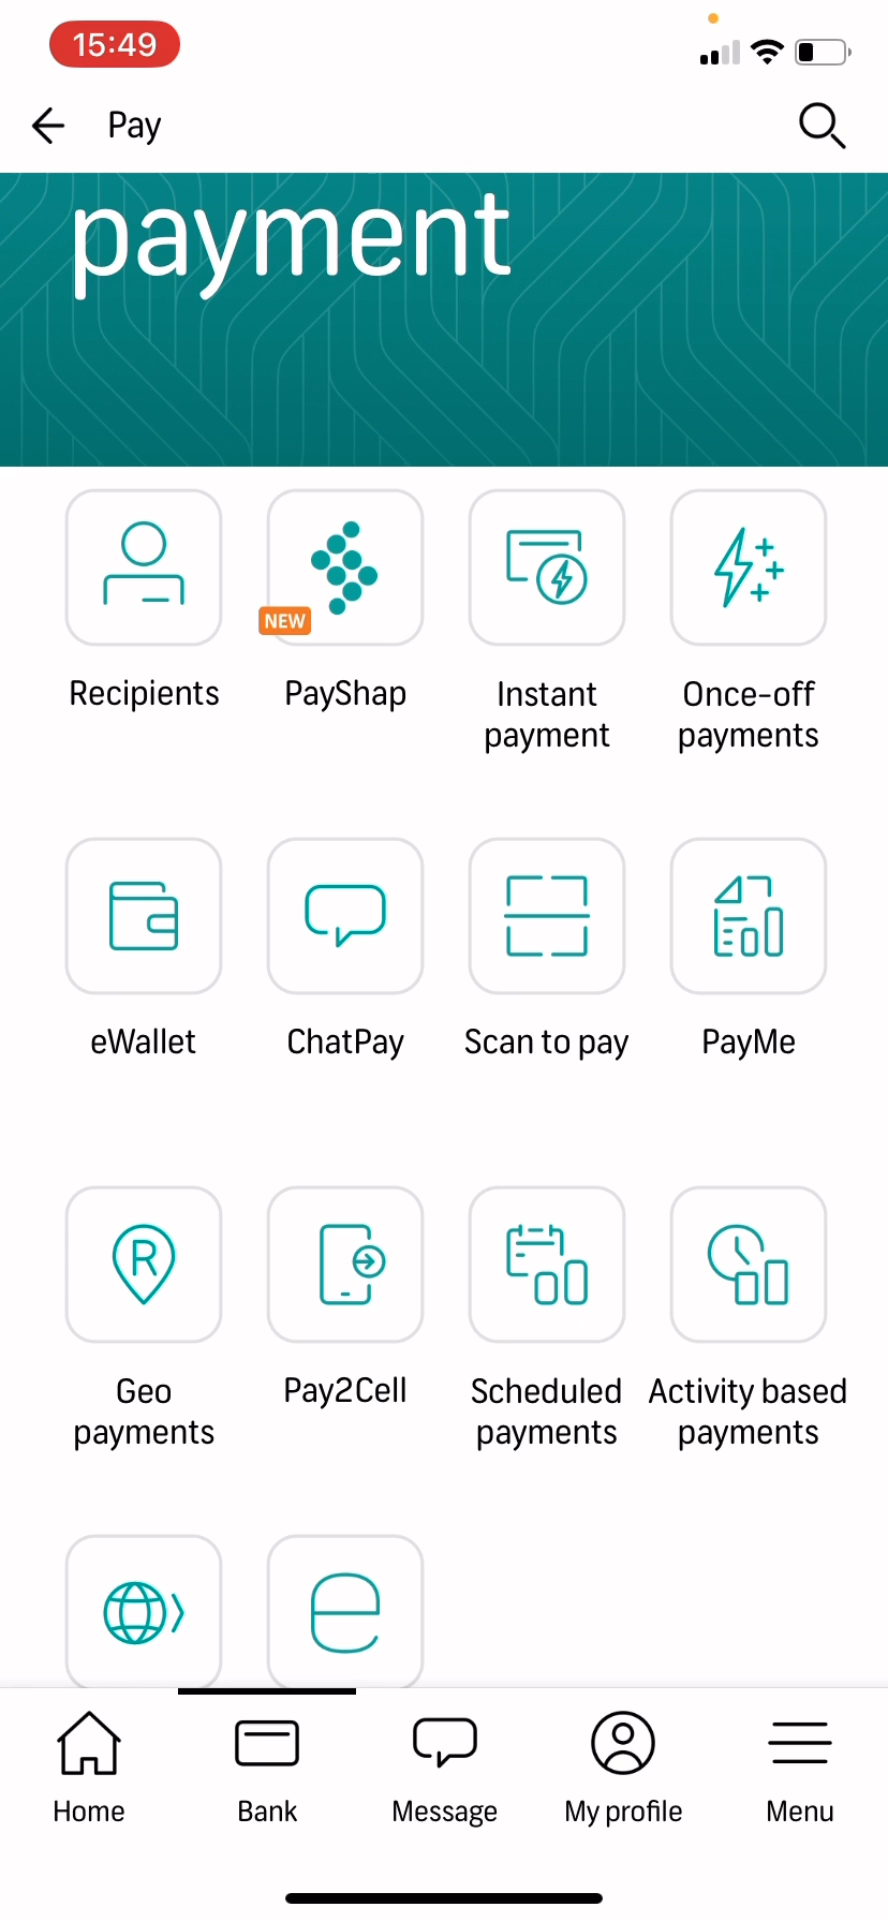 15:49
Pay
payment
NEW
Recipients
PayShap
Instant
payment
Once-off
payments
eWallet
ChatPay
Scan to pay
PayMe
R
Geo
payments
Pay2Cell
Scheduled
payments
Activity based
payments
e
Home
Bank
Message
My profile
Menu